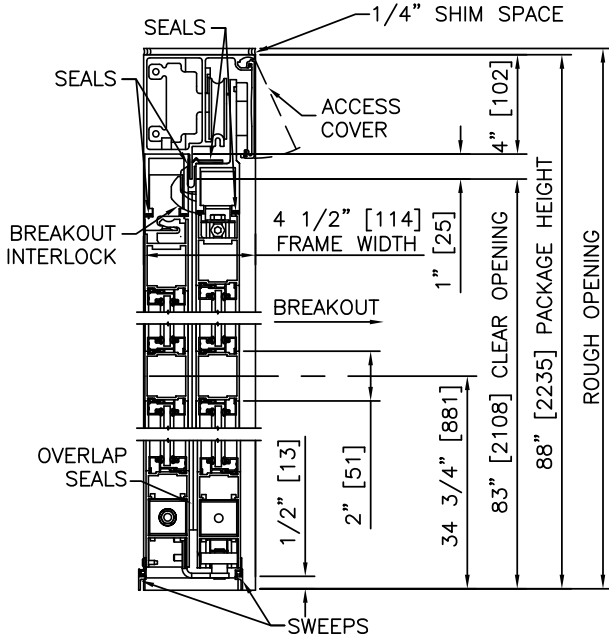 SEALS
1/4" SHIM SPACE
SEALS
ACCESS
COVER
4" [102]
BREAKOUT
INTERLOCK
4 1/2" [114]
FRAME WIDTH
1" [25]
BREAKOUT
83" [2108] CLEAR OPENING
88" [2235] PACKAGE HEIGHT
ROUGH OPENING
OVERLAP
SEALS
1/2" [13]
2" [51]
34 3/4" [881]
SWEEPS